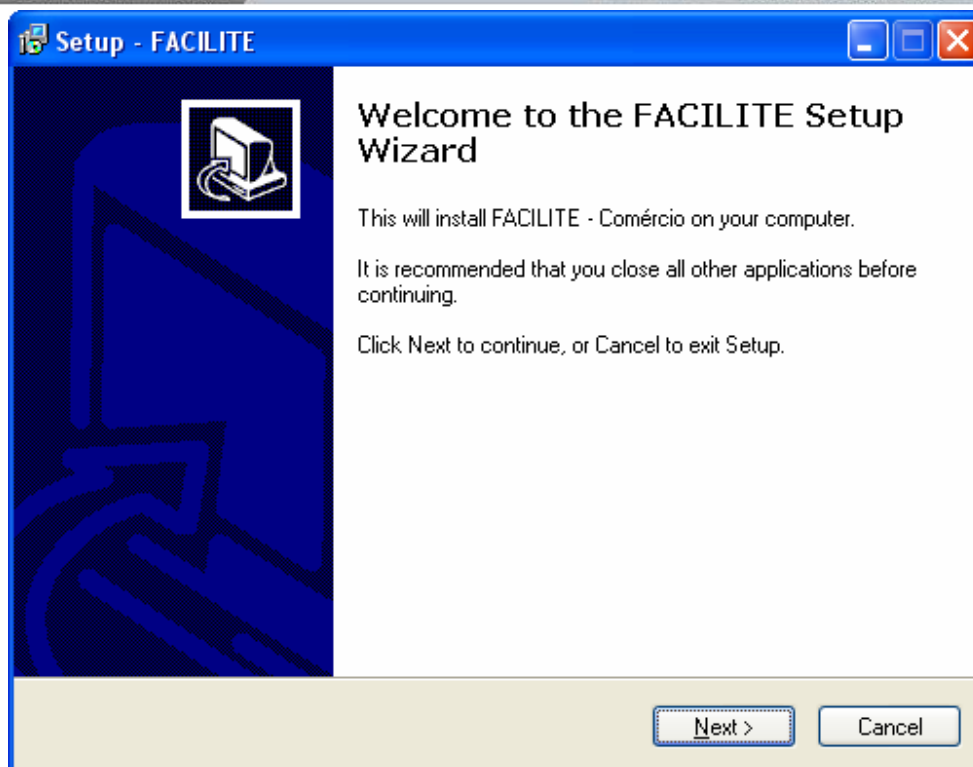 Setup - FACILITE
Welcome to the FACILITE Setup
Wizard
This will install FACILITE - Comércio on your computer.
It is recommended that you close all other applications before
continuing.
Click Next to continue, or Cancel to exit Setup.
Next >
Cancel